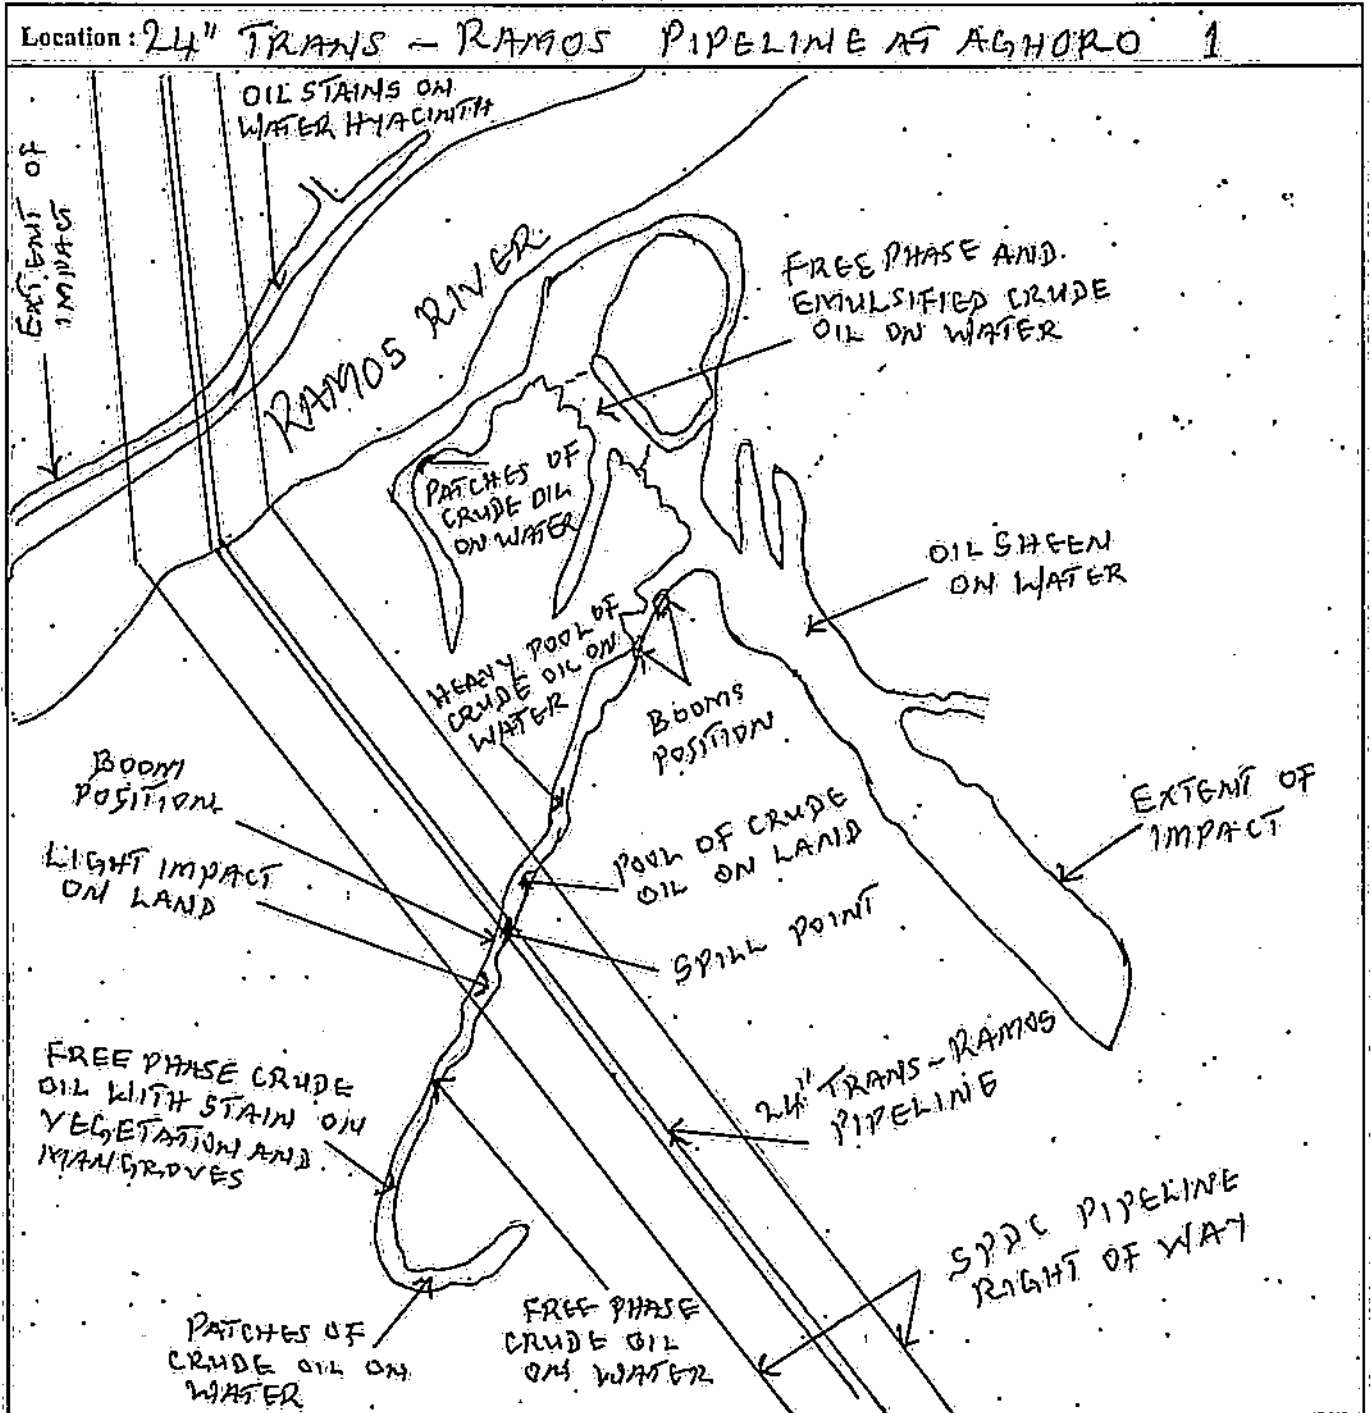 Location: 24" TRANS - RAMOS PIPELINE AT AGHORO 1
OIL STAINS ON
WATER HYACINTH
EXTENT OF
IMPACT
RAMOS RIVER
FREE PHASE AND
EMULSIFIED CRUDE
OIL ON WATER
PATCHES OF
CRUDE OIL
ON WATER
OIL SHEEN
ON WATER
HEAVY POOL OF
CRUDE OIL ON
WATER
BOOMS
POSITION
BOOM
POSITION
EXTENT OF
IMPACT
LIGHT IMPACT
ON LAND
POOL OF CRUDE
OIL ON LAND
SPILL POINT
24" TRANS-RAMOS
PIPELINE
FREE PHASE CRUDE
OIL WITH STAIN ON
VEGETATION AND
MANGROVES
SPDC PIPELINE
RIGHT OF WAY
PATCHES OF
CRUDE OIL ON
WATER
FREE PHASE
CRUDE OIL
ON WATER